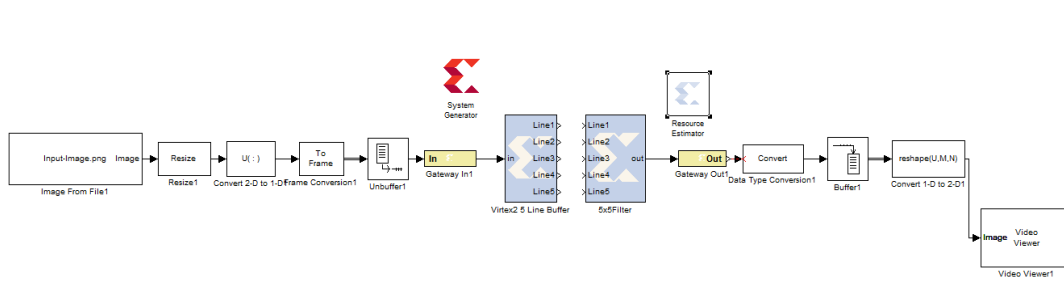 System
Generator
Resource
Estimator
Input-Image.png Image
Image From File1
Resize
Resize1
U( : )
Convert 2-D to 1-D1
To
Frame
Frame Conversion1
Unbuffer1
In
Gateway In1
in
Line1
Line2
Line3
Line4
Line5
Virtex2 5 Line Buffer
Line1
Line2
Line3
Line4
Line5
out
5x5Filter
Out
Gateway Out1
Convert
Data Type Conversion1
Buffer1
reshape(U,M,N)
Convert 1-D to 2-D1
Image
Video
Viewer
Video Viewer1